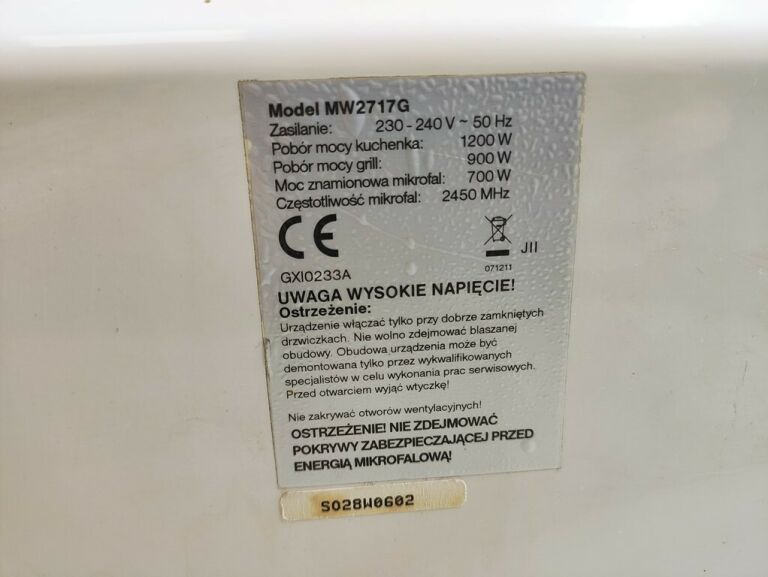 Model MW2717G
Zasilanie: 230 - 240 V ~ 50 Hz
Pobór mocy kuchenka: 1200 W
Pobór mocy grill: 900 W
Moc znamionowa mikrofal: 700 W
Częstotliwość mikrofal: 2450 MHz
CE
JII
GXI0233A 071211
UWAGA WYSOKIE NAPIĘCIE!
Ostrzeżenie:
Urządzenie włączać tylko przy dobrze zamkniętych
drzwiczkach. Nie wolno zdejmować blaszanej
obudowy. Obudowa urządzenia może być
demontowana tylko przez wykwalifikowanych
specjalistów w celu wykonania prac serwisowych.
Przed otwarciem wyjąć wtyczkę!
Nie zakrywać otworów wentylacyjnych!
OSTRZEŻENIE! NIE ZDEJMOWAĆ
POKRYWY ZABEZPIECZAJĄCEJ PRZED
ENERGIĄ MIKROFALOWĄ!
S028W0602